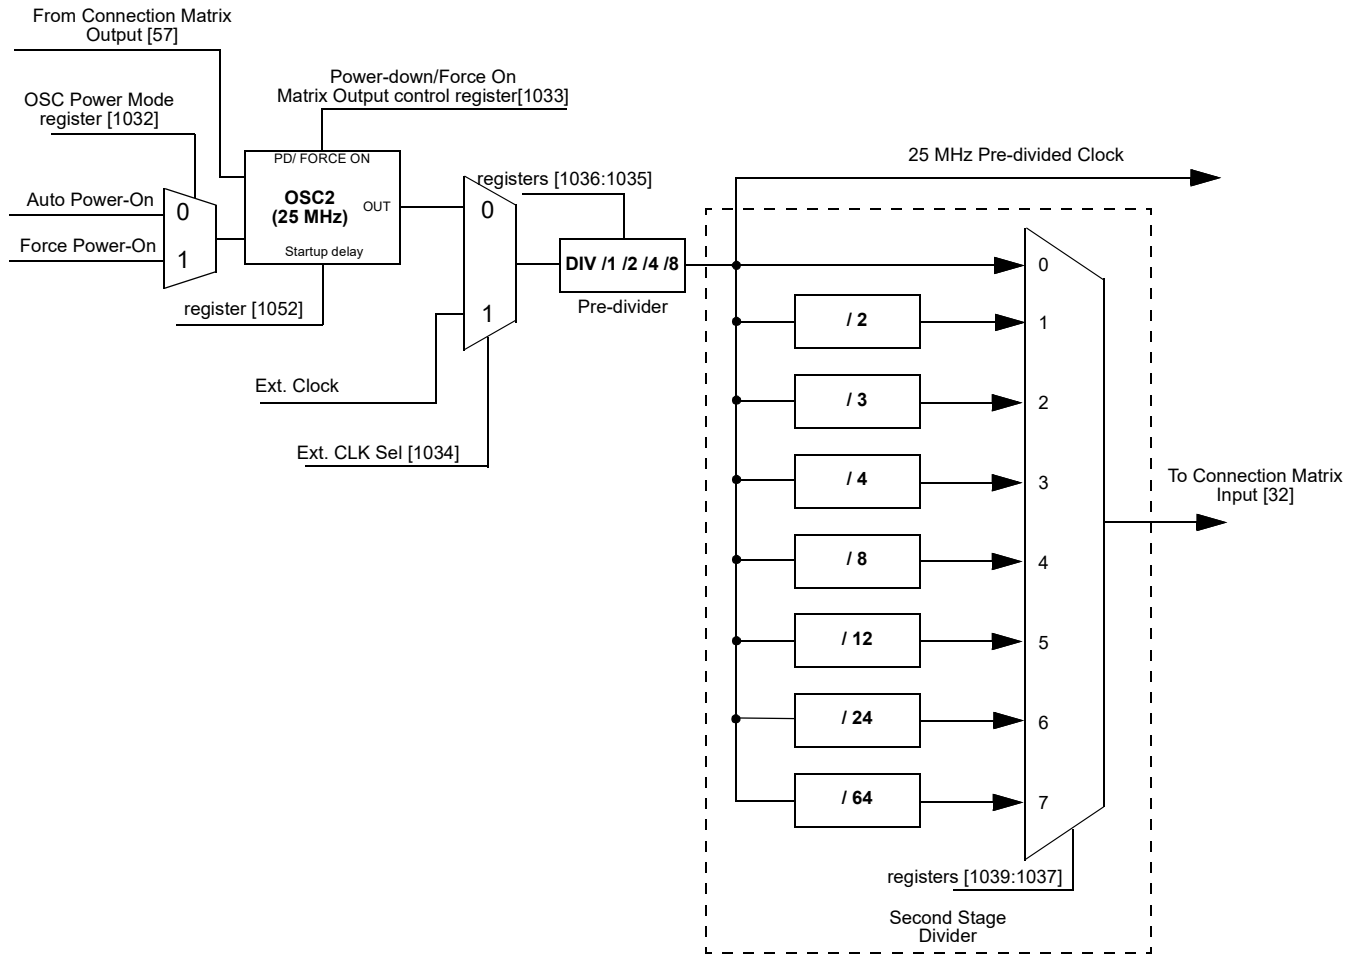 From Connection Matrix
Output [57]
Power-down/Force On
Matrix Output control register[1033]
OSC Power Mode
register [1032]
PD/ FORCE ON
OSC2
(25 MHz)
OUT
Startup delay
Auto Power-On
0
Force Power-On
1
register [1052]
0
1
Ext. Clock
Ext. CLK Sel [1034]
registers [1036:1035]
DIV /1 /2 /4 /8
Pre-divider
25 MHz Pre-divided Clock
0
/ 2
1
/ 3
2
/ 4
3
/ 8
4
/ 12
5
/ 24
6
/ 64
7
To Connection Matrix
Input [32]
registers [1039:1037]
Second Stage
Divider